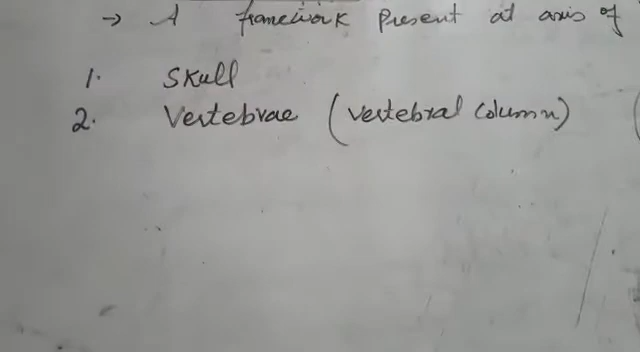 → A framework Present at axis of
1. Skull
2. Vertebrae (Vertebral Column) (